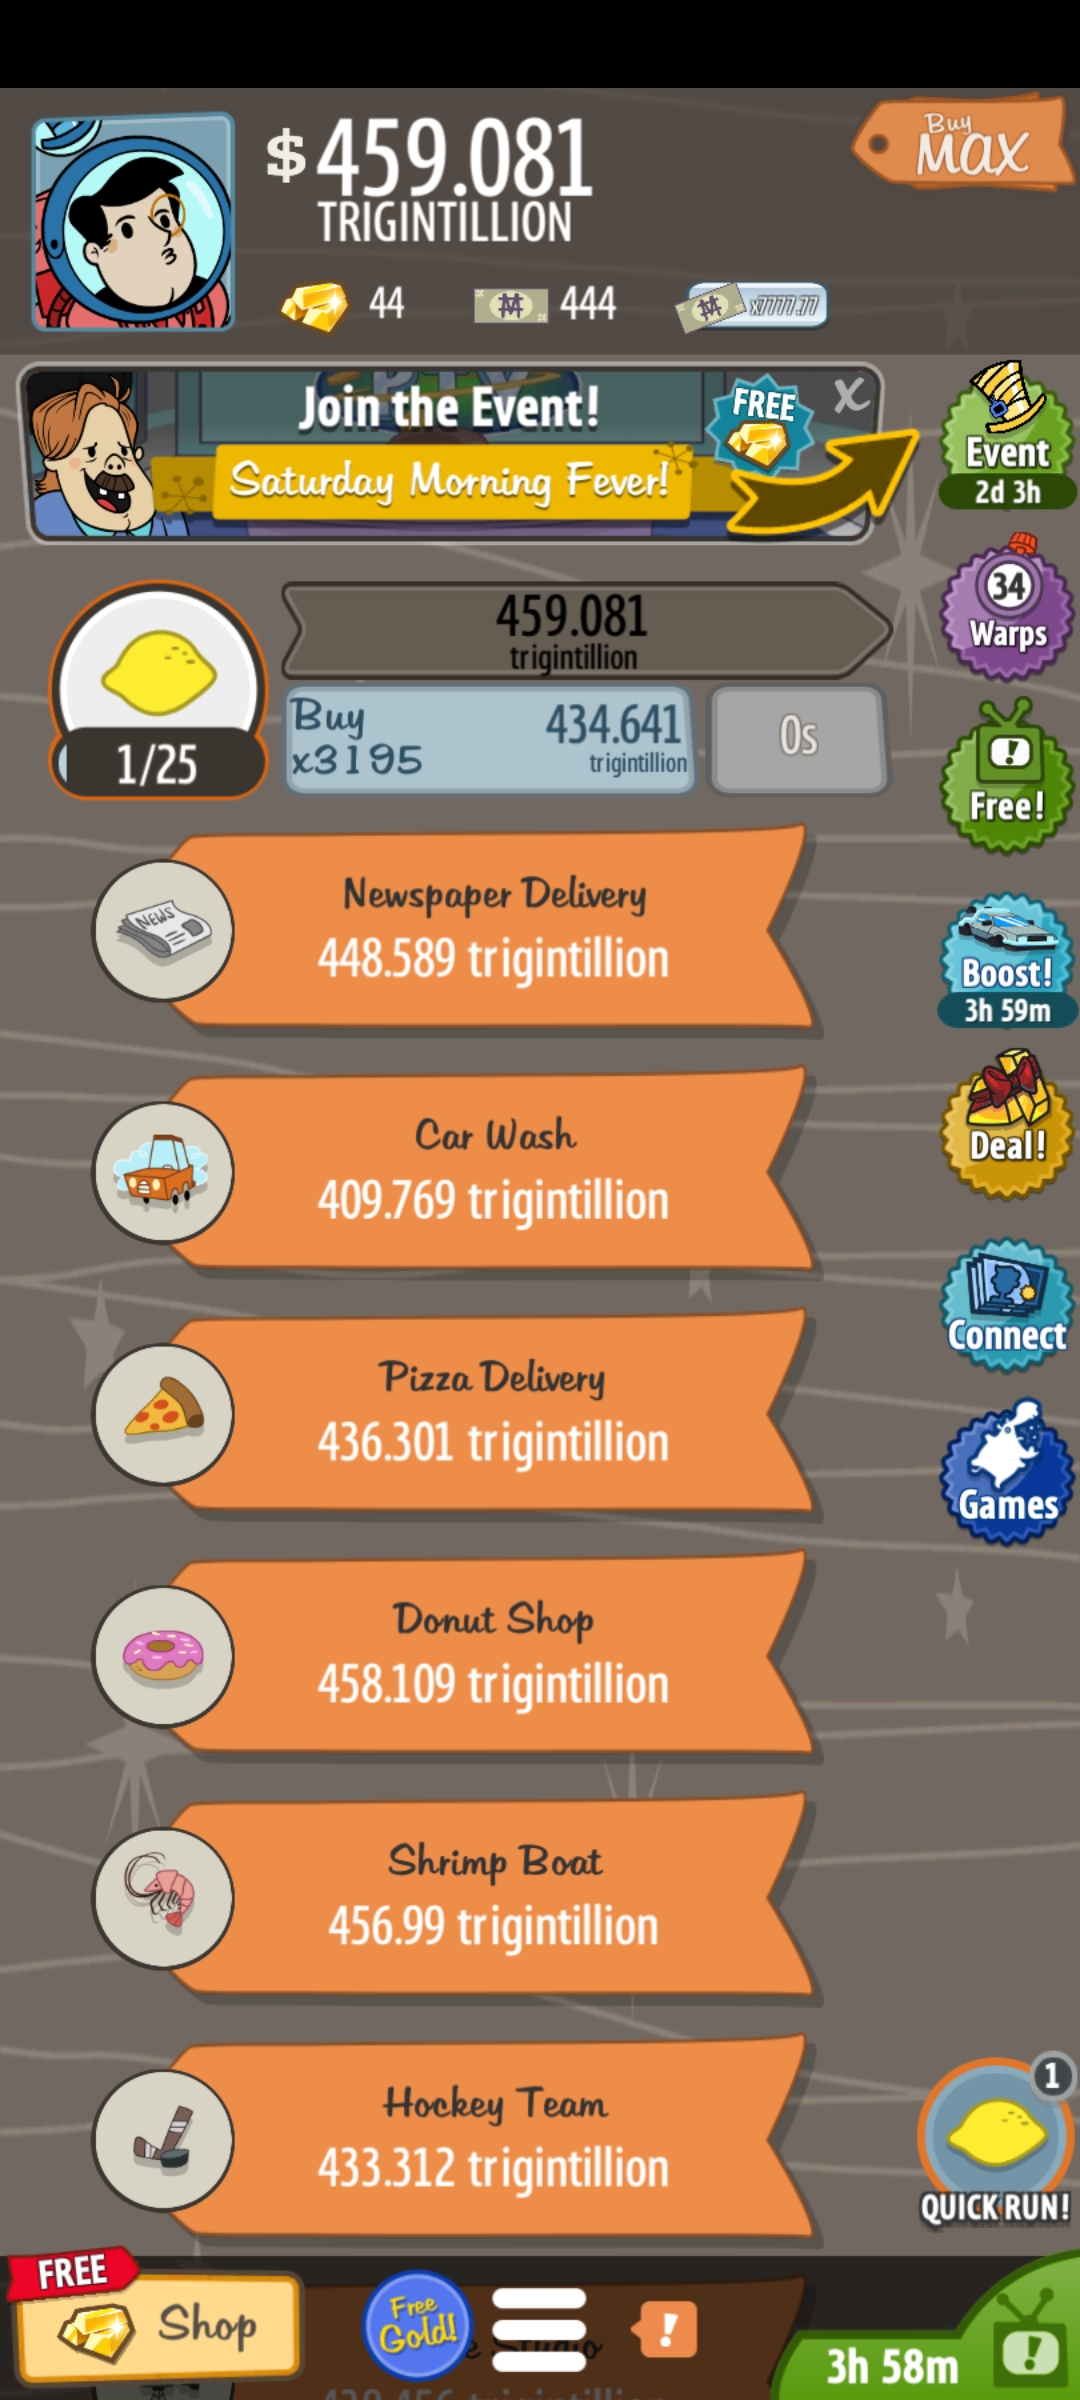 Buy
MAX
$459.081
TRIGINTILLION
44
444
x7777.77
Join the Event!
FREE
X
Saturday Morning Fever!
Event
2d 3h
34
Warps
459.081
trigintillion
Buy
x3195
434.641
trigintillion
0s
1/25
!
Free!
Newspaper Delivery
448.589 trigintillion
NEWS
Boost!
3h 59m
Car Wash
409.769 trigintillion
Deal!
Pizza Delivery
436.301 trigintillion
Connect
Games
Donut Shop
458.109 trigintillion
Shrimp Boat
456.99 trigintillion
Hockey Team
433.312 trigintillion
1
QUICK RUN!
FREE
Shop
Free
Gold!
!
3h 58m
!